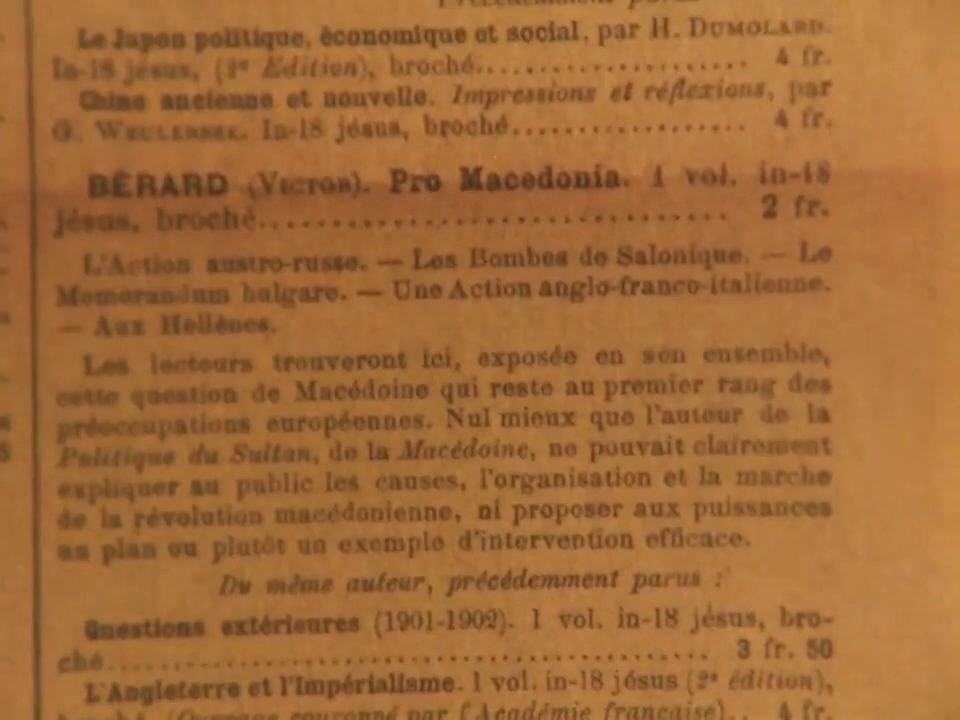 précédemment parus
Le Japon politique, économique et social, par H. DUMOLARD.
In-18 jésus, (2e Édition), broché..................... 4 fr.
Chine ancienne et nouvelle. Impressions et réflexions, par
G. WEULERSSE. In-18 jésus, broché................. 4 fr.
BÉRARD (VICTOR). Pro Macedonia. 1 vol. in-18
jésus, broché.................................. 2 fr.
L'Action austro-russe. — Les Bombes de Salonique. — Le
Memorandum bulgare. — Une Action anglo-franco-italienne.
— Aux Hellènes.
Les lecteurs trouveront ici, exposée en son ensemble,
cette question de Macédoine qui reste au premier rang des
préoccupations européennes. Nul mieux que l'auteur de la
Politique du Sultan, de la Macédoine, ne pouvait clairement
expliquer au public les causes, l'organisation et la marche
de la révolution macédonienne, ni proposer aux puissances
un plan ou plutôt un exemple d'intervention efficace.
Du même auteur, précédemment parus :
Questions extérieures (1901-1902). 1 vol. in-18 jésus, bro-
ché........................................... 3 fr. 50
L'Angleterre et l'Impérialisme. 1 vol. in-18 jésus (2e édition),
broché (Ouvrage couronné par l'Académie française).. 4 fr.